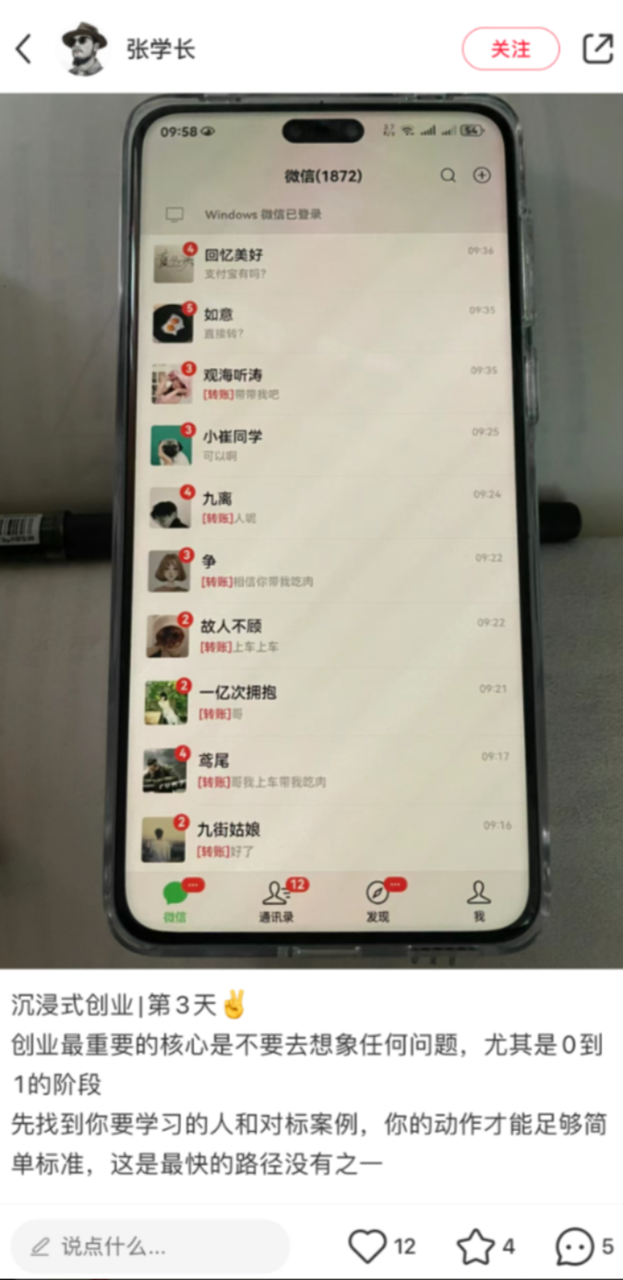 张学长
关注
09:58
54
微信(1872)
Windows 微信已登录
4
回忆美好
09:36
支付宝有吗?
5
如意
09:35
直接转?
3
观海听涛
09:35
[转账]带带我吧
3
小崔同学
09:25
可以啊
4
九离
09:24
[转账]人呢
3
争
09:22
[转账]相信你带我吃肉
2
故人不顾
09:22
[转账]上车上车
2
一亿次拥抱
09:21
[转账]哥
4
鸢尾
09:17
[转账]哥我上车带我吃肉
2
九街姑娘
09:16
[转账]好了
12
微信
通讯录
发现
我
沉浸式创业|第3天✌️
创业最重要的核心是不要去想象任何问题，尤其是0到
1的阶段
先找到你要学习的人和对标案例，你的动作才能足够简
单标准，这是最快的路径没有之一
说点什么...
12
4
5